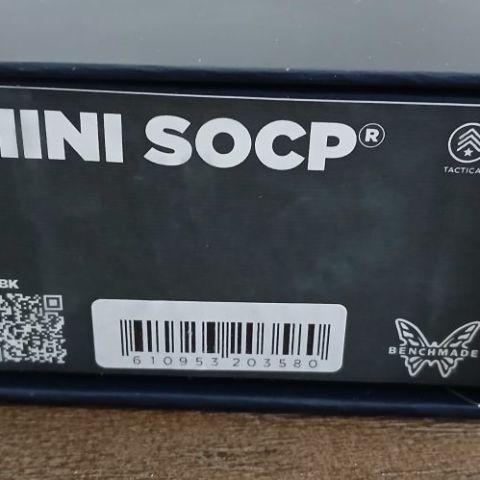 MINI SOCP®
TACTICA
BK
610953 203580
BENCHMADE